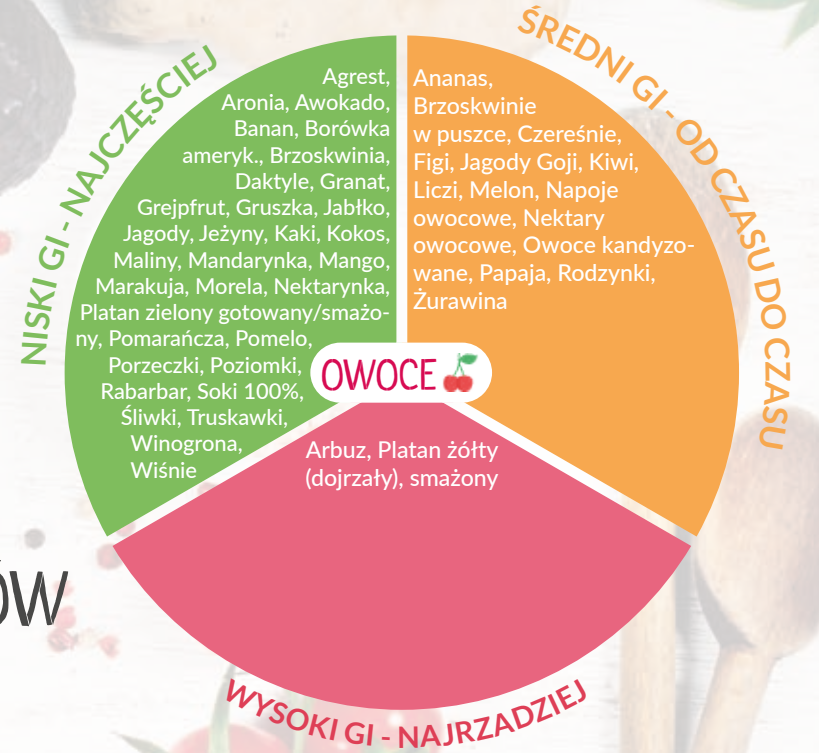 NISKI GI - NAJCZĘŚCIEJ
Agrest,
Aronia, Awokado,
Banan, Borówka
ameryk., Brzoskwinia,
Daktyle, Granat,
Grejpfrut, Gruszka, Jabłko,
Jagody, Jeżyny, Kaki, Kokos,
Maliny, Mandarynka, Mango,
Marakuja, Morela, Nektarynka,
Platan zielony gotowany/smażo-
ny, Pomarańcza, Pomelo,
Porzeczki, Poziomki,
Rabarbar, Soki 100%,
Śliwki, Truskawki,
Winogrona,
Wiśnie
ŚREDNI GI - OD CZASU DO CZASU
Ananas,
Brzoskwinie
w puszce, Czereśnie,
Figi, Jagody Goji, Kiwi,
Liczi, Melon, Napoje
owocowe, Nektary
owocowe, Owoce kandyzo-
wane, Papaja, Rodzynki,
Żurawina
OWOCE
Arbuz, Platan żółty
(dojrzały), smażony
WYSOKI GI - NAJRZADZIEJ
ÓW